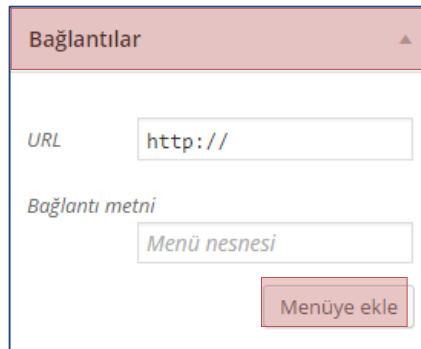 Bağlantılar
URL http://
Bağlantı metni
Menü nesnesi
Menüye ekle